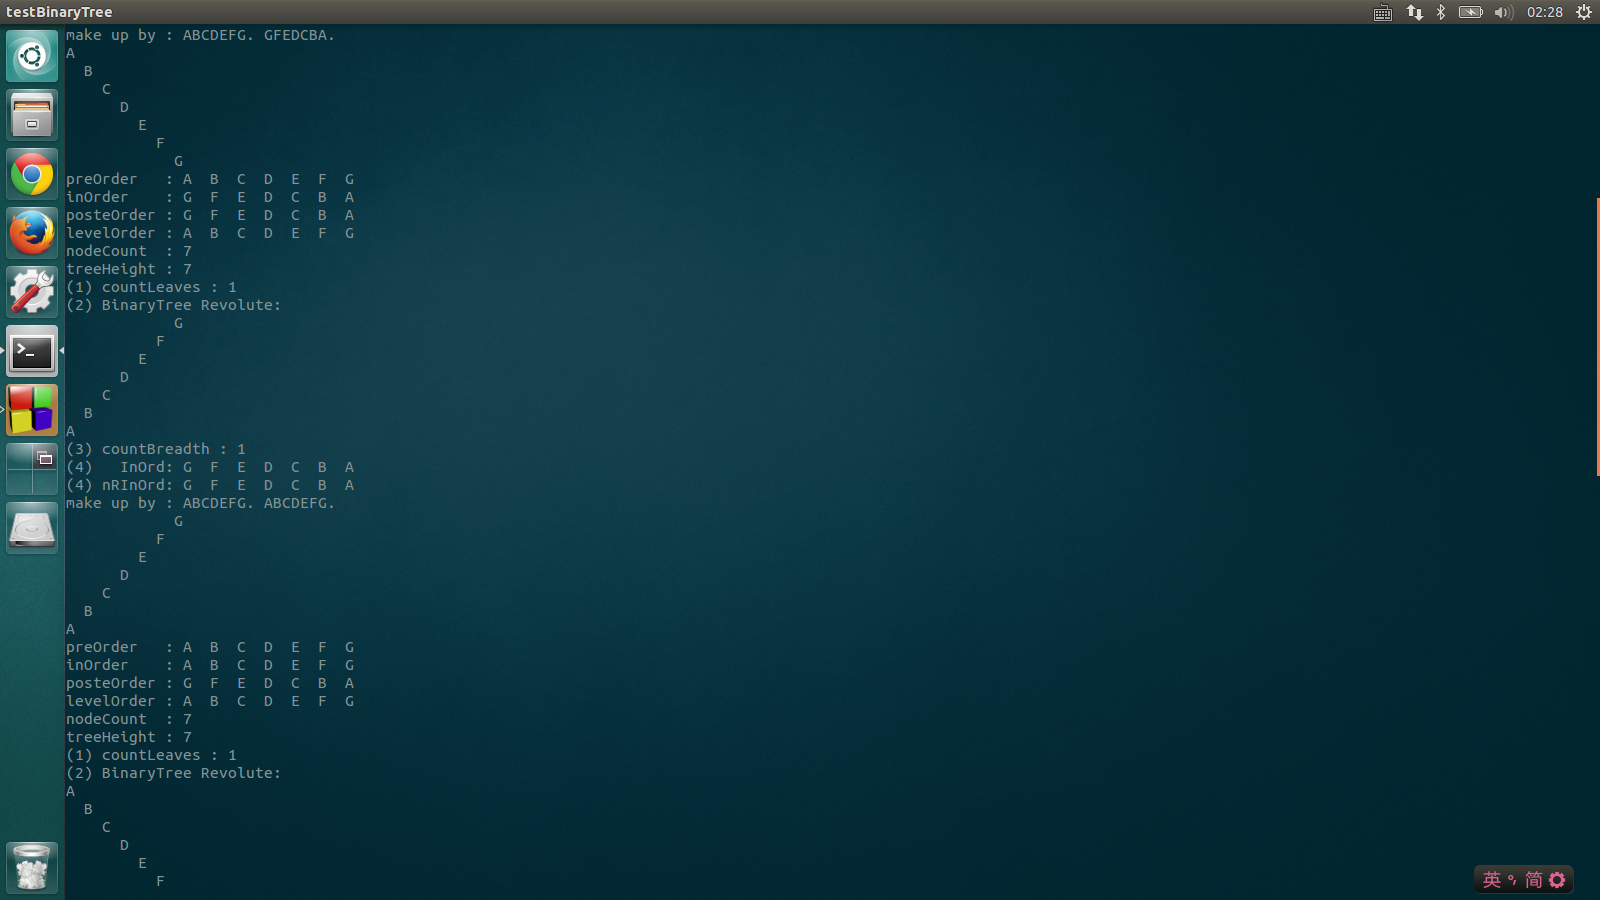 testBinaryTree
02:28
make up by : ABCDEFG. GFEDCBA.
A
  B
    C
      D
        E
          F
            G
preOrder   : A  B  C  D  E  F  G
inOrder    : G  F  E  D  C  B  A
posteOrder : G  F  E  D  C  B  A
levelOrder : A  B  C  D  E  F  G
nodeCount  : 7
treeHeight : 7
(1) countLeaves : 1
(2) BinaryTree Revolute:
            G
          F
        E
      D
    C
  B
A
(3) countBreadth : 1
(4)   InOrd: G  F  E  D  C  B  A
(4) nRInOrd: G  F  E  D  C  B  A
make up by : ABCDEFG. ABCDEFG.
            G
          F
        E
      D
    C
  B
A
preOrder   : A  B  C  D  E  F  G
inOrder    : A  B  C  D  E  F  G
posteOrder : G  F  E  D  C  B  A
levelOrder : A  B  C  D  E  F  G
nodeCount  : 7
treeHeight : 7
(1) countLeaves : 1
(2) BinaryTree Revolute:
A
  B
    C
      D
        E
          F
英 简